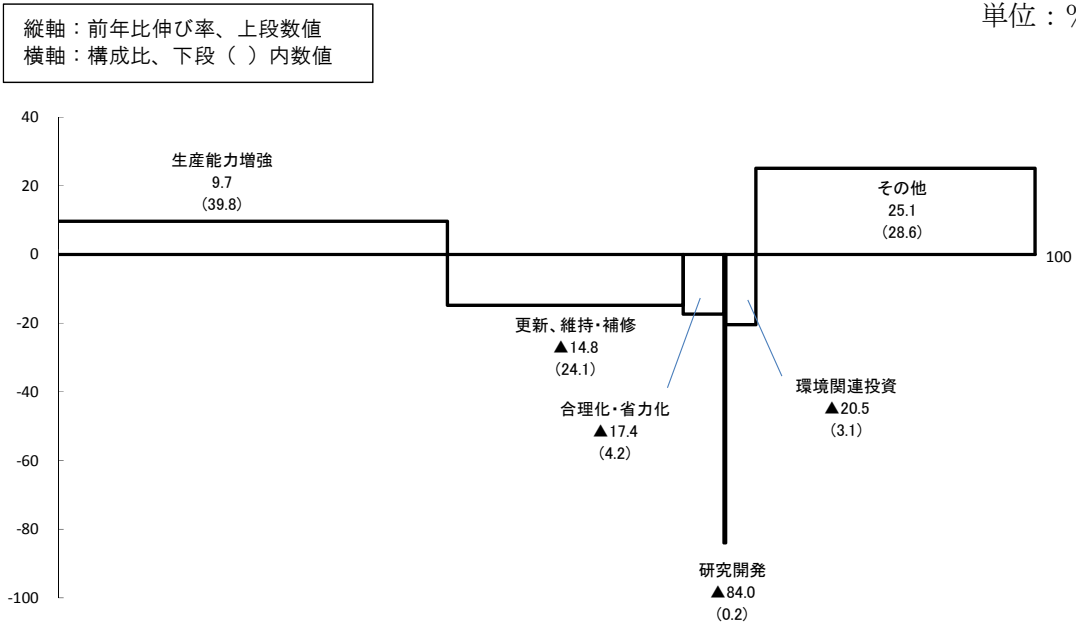 縦軸：前年比伸び率、上段数値
横軸：構成比、下段（ ）内数値
単位：%
40
20
0
-20
-40
-60
-80
-100
100
生産能力増強
9.7
(39.8)
更新、維持・補修
▲14.8
(24.1)
合理化・省力化
▲17.4
(4.2)
研究開発
▲84.0
(0.2)
環境関連投資
▲20.5
(3.1)
その他
25.1
(28.6)